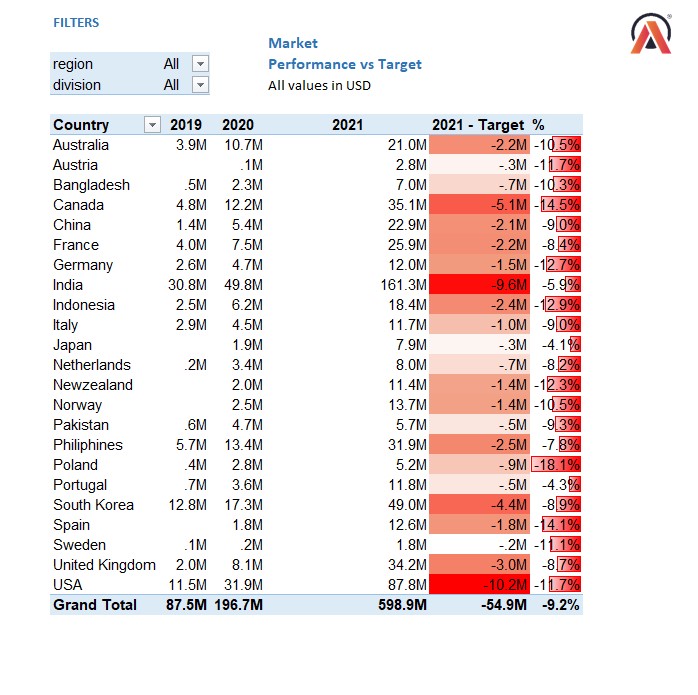 FILTERS
Market
region All Performance vs Target
division All All values in USD
Country 2019 2020 2021 2021 - Target %
Australia 3.9M 10.7M 21.0M -2.2M -10.5%
Austria .1M 2.8M -.3M -11.7%
Bangladesh .5M 2.3M 7.0M -.7M -10.3%
Canada 4.8M 12.2M 35.1M -5.1M -14.5%
China 1.4M 5.4M 22.9M -2.1M -9.0%
France 4.0M 7.5M 25.9M -2.2M -8.4%
Germany 2.6M 4.7M 12.0M -1.5M -12.7%
India 30.8M 49.8M 161.3M -9.6M -5.9%
Indonesia 2.5M 6.2M 18.4M -2.4M -12.9%
Italy 2.9M 4.5M 11.7M -1.0M -9.0%
Japan 1.9M 7.9M -.3M -4.1%
Netherlands .2M 3.4M 8.0M -.7M -8.2%
Newzealand 2.0M 11.4M -1.4M -12.3%
Norway 2.5M 13.7M -1.4M -10.5%
Pakistan .6M 4.7M 5.7M -.5M -9.3%
Philiphines 5.7M 13.4M 31.9M -2.5M -7.8%
Poland .4M 2.8M 5.2M -.9M -18.1%
Portugal .7M 3.6M 11.8M -.5M -4.3%
South Korea 12.8M 17.3M 49.0M -4.4M -8.9%
Spain 1.8M 12.6M -1.8M -14.1%
Sweden .1M .2M 1.8M -.2M -11.1%
United Kingdom 2.0M 8.1M 34.2M -3.0M -8.7%
USA 11.5M 31.9M 87.8M -10.2M -11.7%
Grand Total 87.5M 196.7M 598.9M -54.9M -9.2%